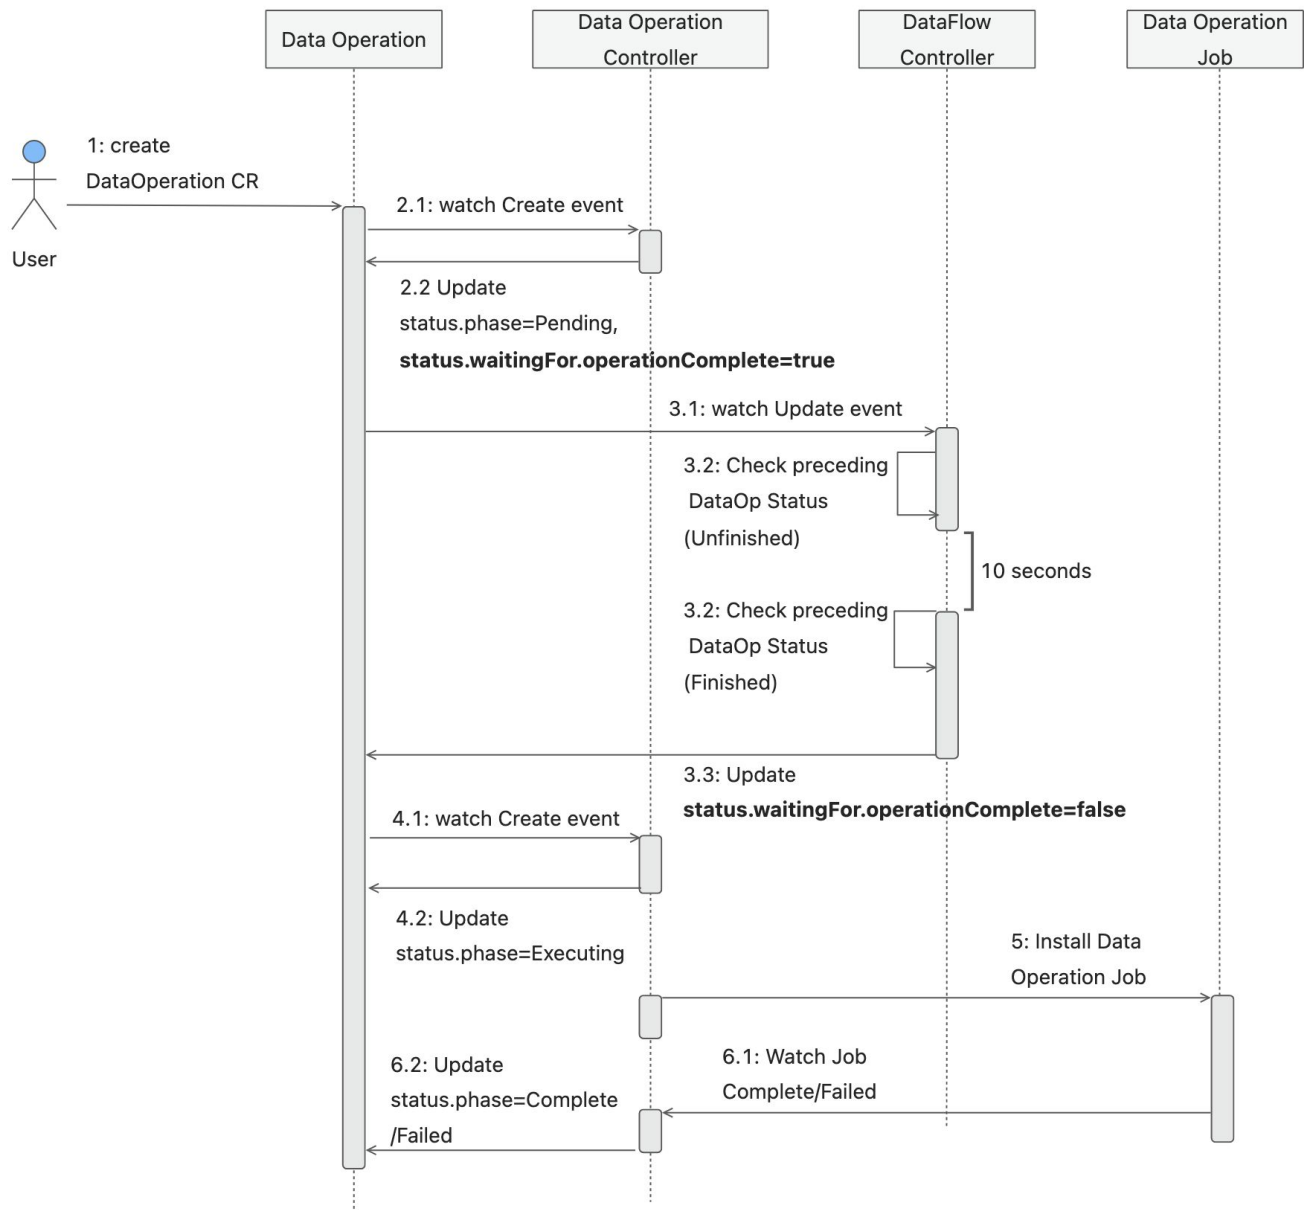 Data Operation
Data Operation
Controller
DataFlow
Controller
Data Operation
Job
1: create
DataOperation CR
User
2.1: watch Create event
2.2 Update
status.phase=Pending,
status.waitingFor.operationComplete=true
3.1: watch Update event
3.2: Check preceding
DataOp Status
(Unfinished)
10 seconds
3.2: Check preceding
DataOp Status
(Finished)
3.3: Update
status.waitingFor.operationComplete=false
4.1: watch Create event
4.2: Update
status.phase=Executing
5: Install Data
Operation Job
6.1: Watch Job
Complete/Failed
6.2: Update
status.phase=Complete
/Failed